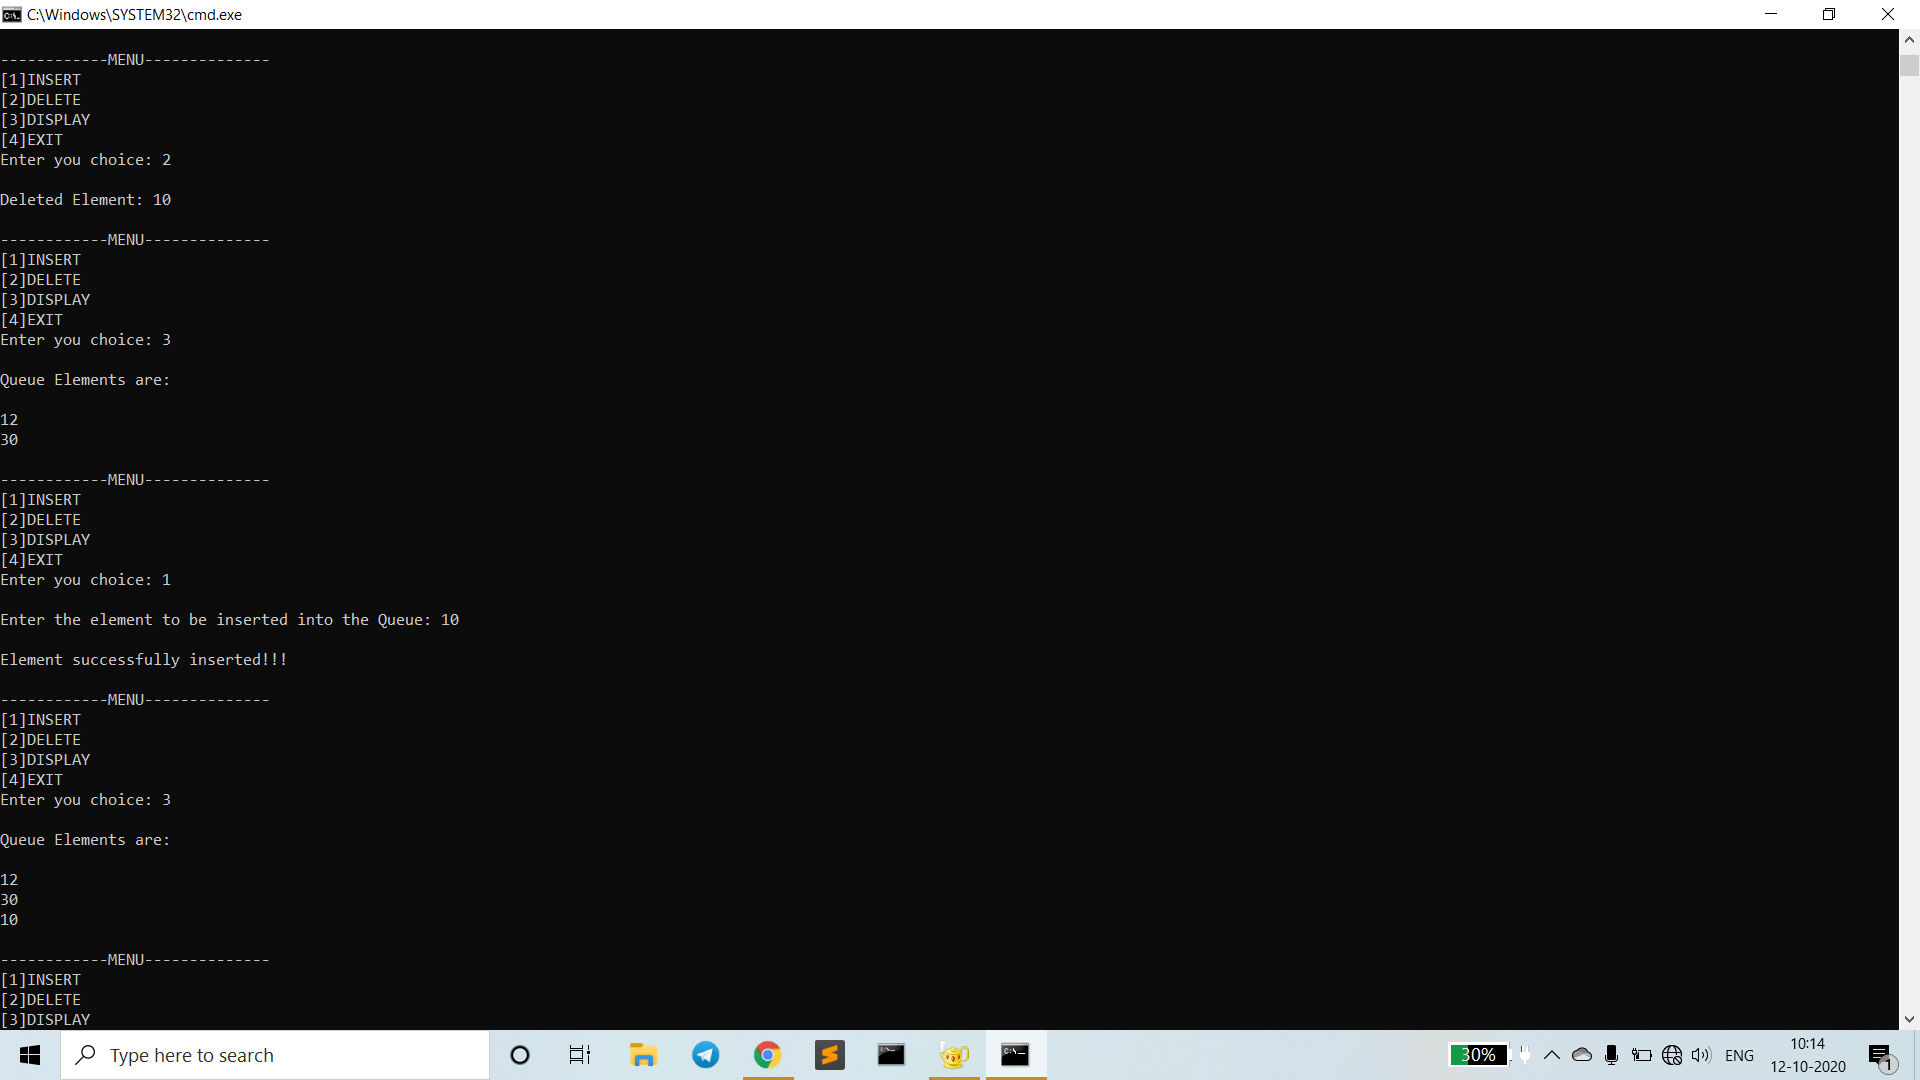 C:\Windows\SYSTEM32\cmd.exe
------------MENU--------------
[1]INSERT
[2]DELETE
[3]DISPLAY
[4]EXIT
Enter you choice: 2
Deleted Element: 10
------------MENU--------------
[1]INSERT
[2]DELETE
[3]DISPLAY
[4]EXIT
Enter you choice: 3
Queue Elements are:
12
30
------------MENU--------------
[1]INSERT
[2]DELETE
[3]DISPLAY
[4]EXIT
Enter you choice: 1
Enter the element to be inserted into the Queue: 10
Element successfully inserted!!!
------------MENU--------------
[1]INSERT
[2]DELETE
[3]DISPLAY
[4]EXIT
Enter you choice: 3
Queue Elements are:
12
30
10
------------MENU--------------
[1]INSERT
[2]DELETE
[3]DISPLAY
Type here to search
30%
ENG
10:14
12-10-2020
1